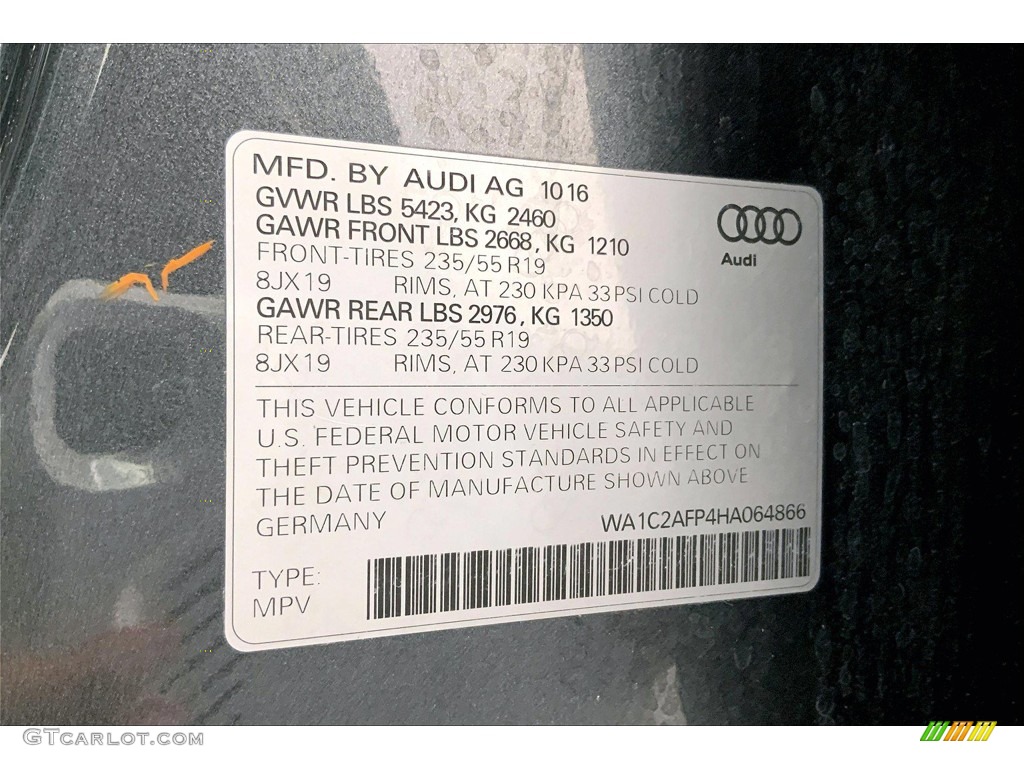 MFD. BY AUDI AG 10 16
GVWR LBS 5423, KG 2460
GAWR FRONT LBS 2668, KG 1210
FRONT-TIRES 235/55 R19
8JX19 RIMS, AT 230 KPA 33 PSI COLD
GAWR REAR LBS 2976, KG 1350
REAR-TIRES 235/55 R19
8JX19 RIMS, AT 230 KPA 33 PSI COLD
Audi
THIS VEHICLE CONFORMS TO ALL APPLICABLE
U.S. FEDERAL MOTOR VEHICLE SAFETY AND
THEFT PREVENTION STANDARDS IN EFFECT ON
THE DATE OF MANUFACTURE SHOWN ABOVE
GERMANY WA1C2AFP4HA064866
TYPE:
MPV
GTcarlot.com